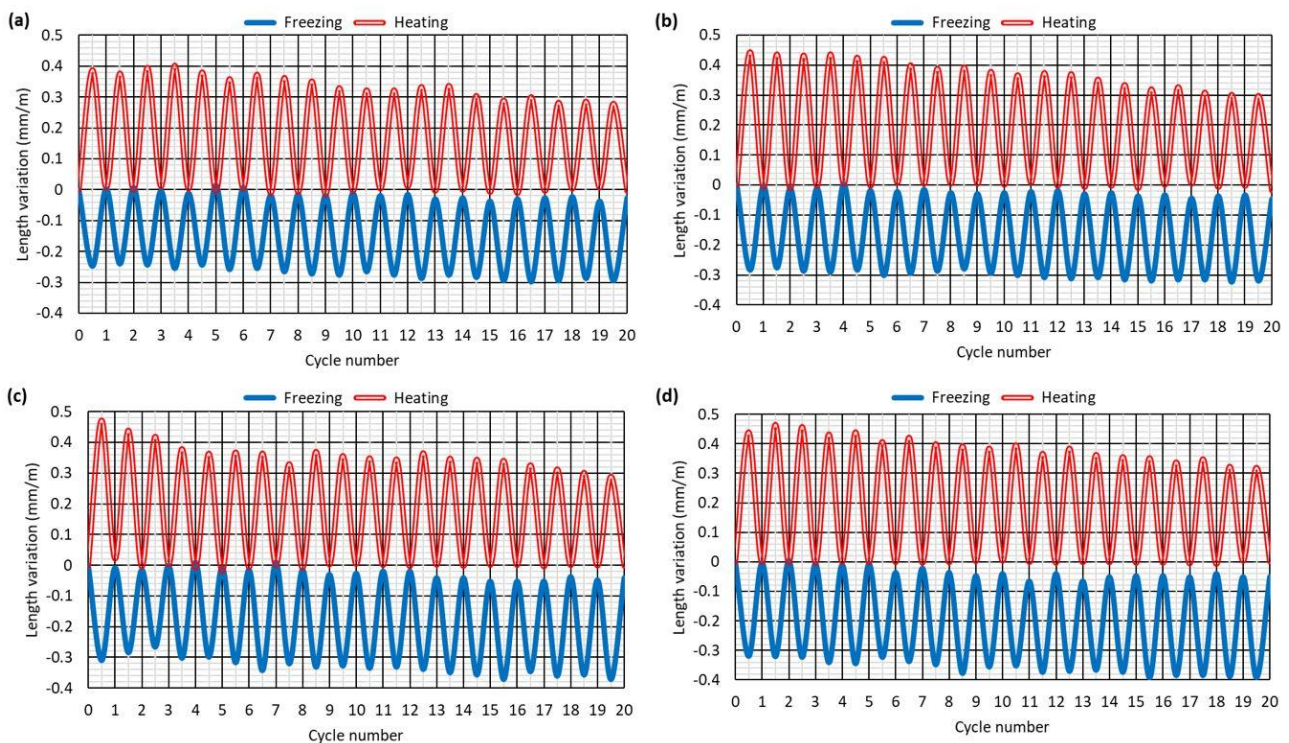 (a)
Freezing Heating
Length variation (mm/m)
0.5
0.4
0.3
0.2
0.1
0
-0.1
-0.2
-0.3
-0.4
0 1 2 3 4 5 6 7 8 9 10 11 12 13 14 15 16 17 18 19 20
Cycle number
(b)
Freezing Heating
Length variation (mm/m)
0.5
0.4
0.3
0.2
0.1
0
-0.1
-0.2
-0.3
-0.4
0 1 2 3 4 5 6 7 8 9 10 11 12 13 14 15 16 17 18 19 20
Cycle number
(c)
Freezing Heating
Length variation (mm/m)
0.5
0.4
0.3
0.2
0.1
0
-0.1
-0.2
-0.3
-0.4
0 1 2 3 4 5 6 7 8 9 10 11 12 13 14 15 16 17 18 19 20
Cycle number
(d)
Freezing Heating
Length variation (mm/m)
0.5
0.4
0.3
0.2
0.1
0
-0.1
-0.2
-0.3
-0.4
0 1 2 3 4 5 6 7 8 9 10 11 12 13 14 15 16 17 18 19 20
Cycle number